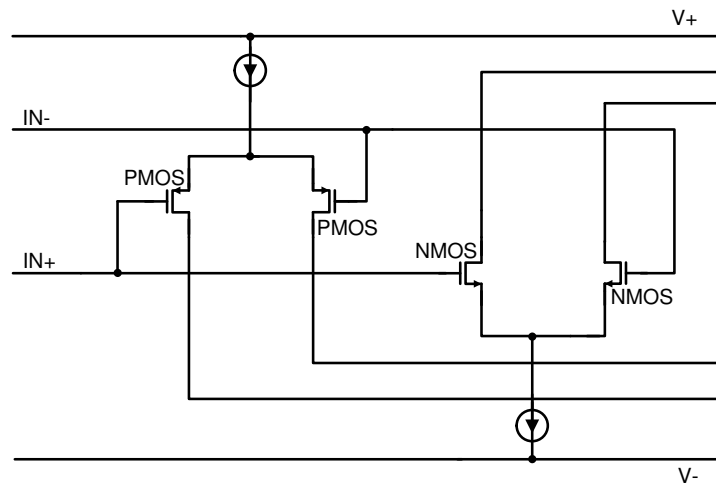 V+
IN-
PMOS
PMOS
NMOS
IN+
NMOS
V-